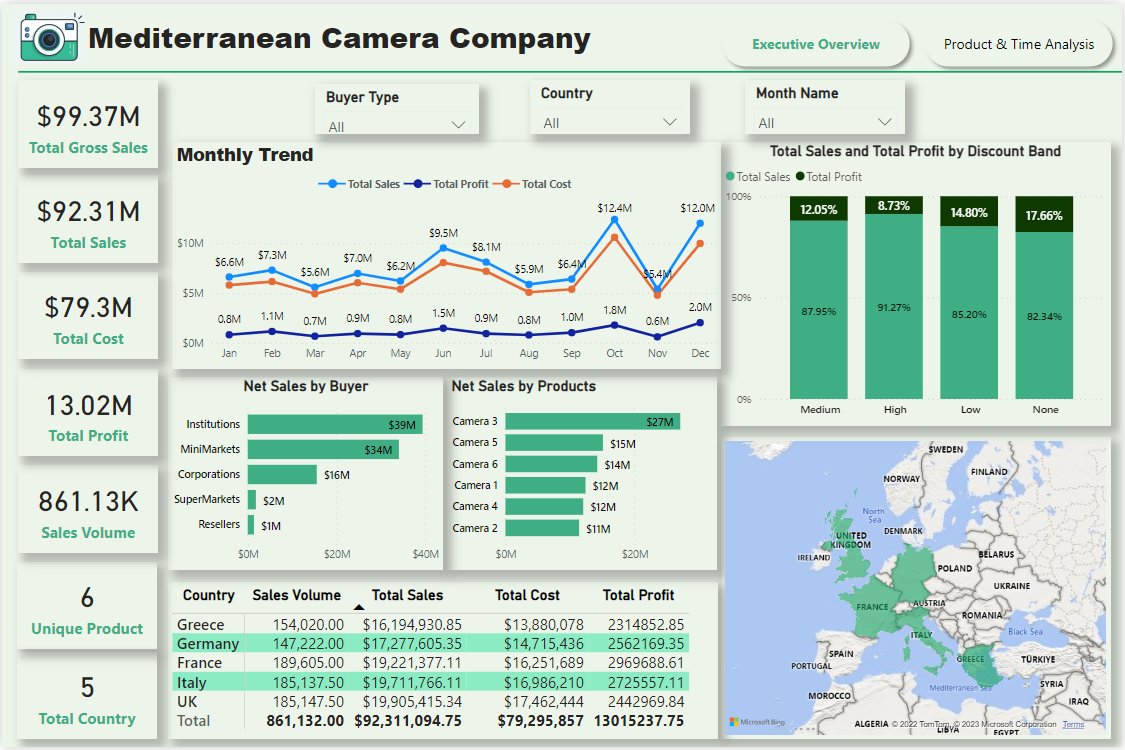 Mediterranean Camera Company
Executive Overview
Product & Time Analysis
$99.37M
Total Gross Sales
$92.31M
Total Sales
$79.3M
Total Cost
13.02M
Total Profit
861.13K
Sales Volume
6
Unique Product
5
Total Country
Buyer Type
All
Country
All
Month Name
All
Monthly Trend
Total Sales Total Profit Total Cost
$10M
$5M
$0M
$6.6M $7.3M $5.6M $7.0M $6.2M $9.5M $8.1M $5.9M $6.4M $12.4M $5.4M $12.0M
0.8M 1.1M 0.7M 0.9M 0.8M 1.5M 0.9M 0.8M 1.0M 1.8M 0.6M 2.0M
Jan Feb Mar Apr May Jun Jul Aug Sep Oct Nov Dec
Total Sales and Total Profit by Discount Band
Total Sales Total Profit
100%
50%
0%
12.05% 8.73% 14.80% 17.66%
87.95% 91.27% 85.20% 82.34%
Medium High Low None
Net Sales by Buyer
Institutions $39M
MiniMarkets $34M
Corporations $16M
SuperMarkets $2M
Resellers $1M
$0M $20M $40M
Net Sales by Products
Camera 3 $27M
Camera 5 $15M
Camera 6 $14M
Camera 1 $12M
Camera 4 $12M
Camera 2 $11M
$0M $20M
Country Sales Volume Total Sales Total Cost Total Profit
Greece 154,020.00 $16,194,930.85 $13,880,078 2314852.85
Germany 147,222.00 $17,277,605.35 $14,715,436 2562169.35
France 189,605.00 $19,221,377.11 $16,251,689 2969688.61
Italy 185,137.50 $19,711,766.11 $16,986,210 2725557.11
UK 185,147.50 $19,905,415.34 $17,462,444 2442969.84
Total 861,132.00 $92,311,094.75 $79,295,857 13015237.75
SWEDEN
FINLAND
NORWAY
North
Sea
DENMARK
UNITED
KINGDOM
IRELAND
BELARUS
POLAND
UKRAINE
FRANCE
AUSTRIA
ROMANIA
ITALY
Black Sea
SPAIN
PORTUGAL
GREECE
TÜRKIYE
Mediterranean Sea
SYRIA
MOROCCO
IRAQ
ALGERIA
LIBYA
EGYPT
Microsoft Bing
© 2022 TomTom, © 2023 Microsoft Corporation Terms